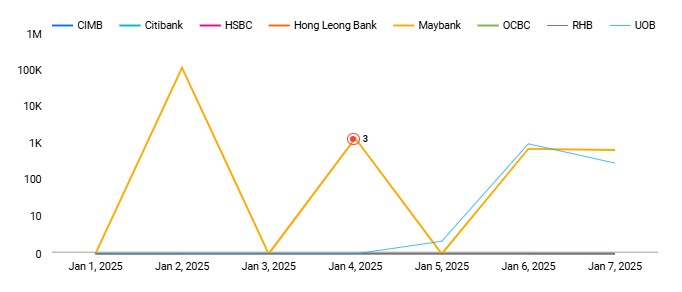 CIMB Citibank HSBC Hong Leong Bank Maybank OCBC RHB UOB
1M
100K
10K
3
1K
100
10
0
Jan 1, 2025 Jan 2, 2025 Jan 3, 2025 Jan 4, 2025 Jan 5, 2025 Jan 6, 2025 Jan 7, 2025